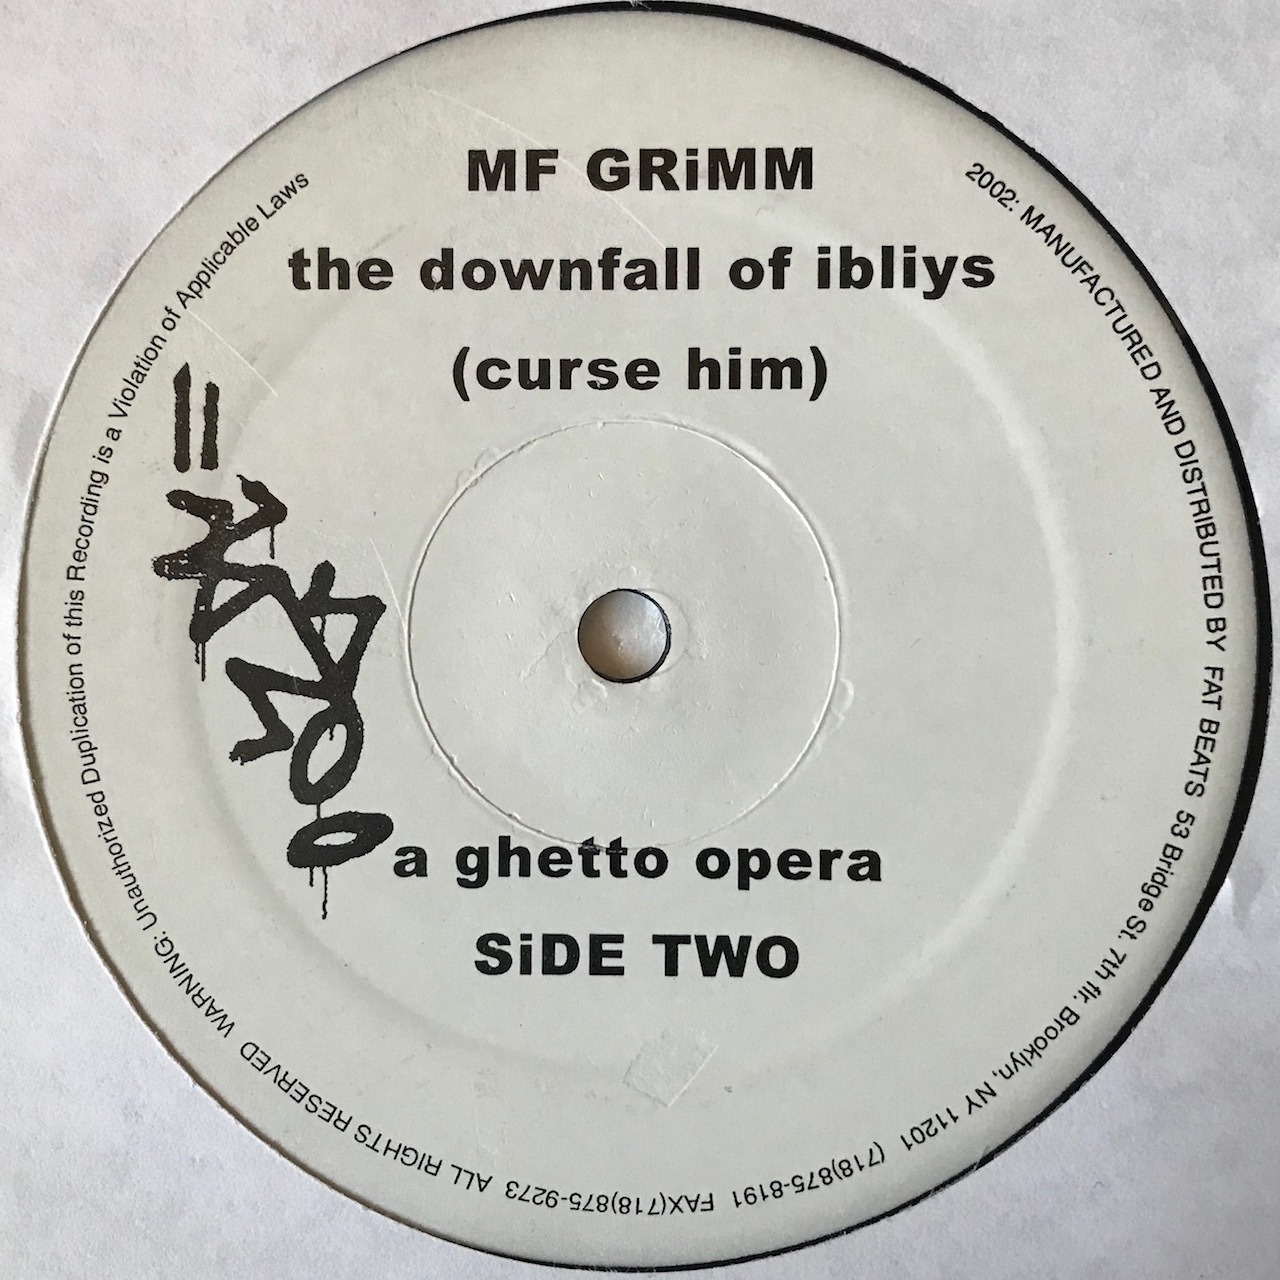 MF GRiMM
the downfall of ibliys
(curse him)
a ghetto opera
SiDE TWO
2002: MANUFACTURED AND DISTRIBUTED BY FAT BEATS 53 Bridge St. 7th flr. Brooklyn, NY 11201 (718)875-8191 FAX(718)875-9273 ALL RIGHTS RESERVED WARNING: Unauthorized Duplication of this Recording is a Violation of Applicable Laws